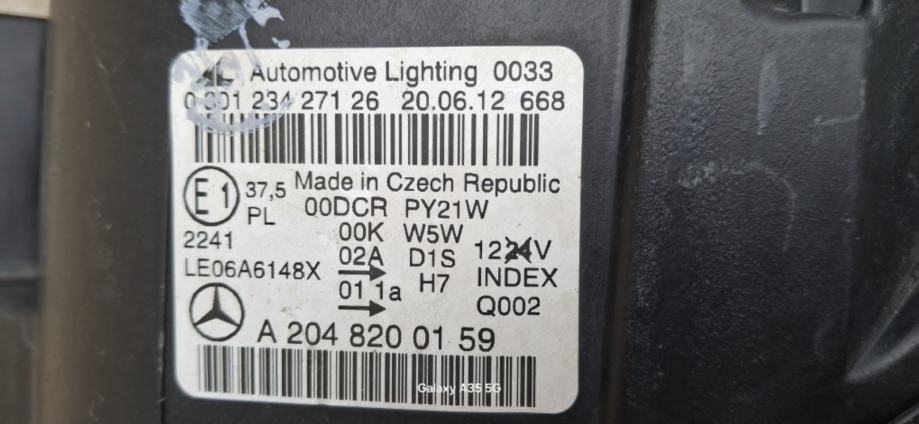 AL Automotive Lighting 0033
0 301 234 271 26 20.06.12 668
E1 37,5 Made in Czech Republic
PL 00DCR PY21W
2241 00K W5W
LE06A6148X 02A D1S 1224V
01 1a H7 INDEX
Q002
A 204 820 01 59
Galaxy A35 5G